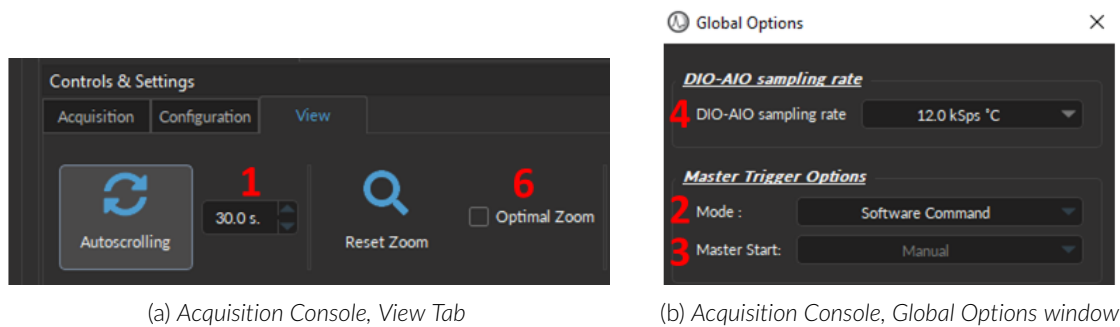 Controls & Settings
Acquisition Configuration View
1
30.0 s.
Autoscrolling
Reset Zoom
6
Optimal Zoom
(a) Acquisition Console, View Tab
Global Options
DIO-AIO sampling rate
4 DIO-AIO sampling rate 12.0 kSps °C
Master Trigger Options
2 Mode : Software Command
3 Master Start: Manual
(b) Acquisition Console, Global Options window